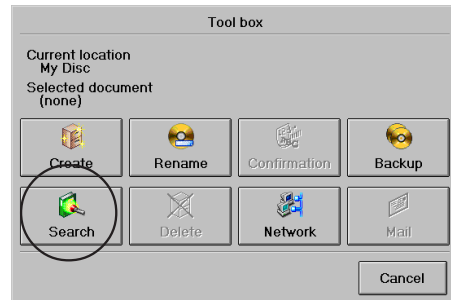 Tool box
Current location
My Disc
Selected document
(none)
Create
Rename
Confirmation
Backup
Search
Delete
Network
Mail
Cancel